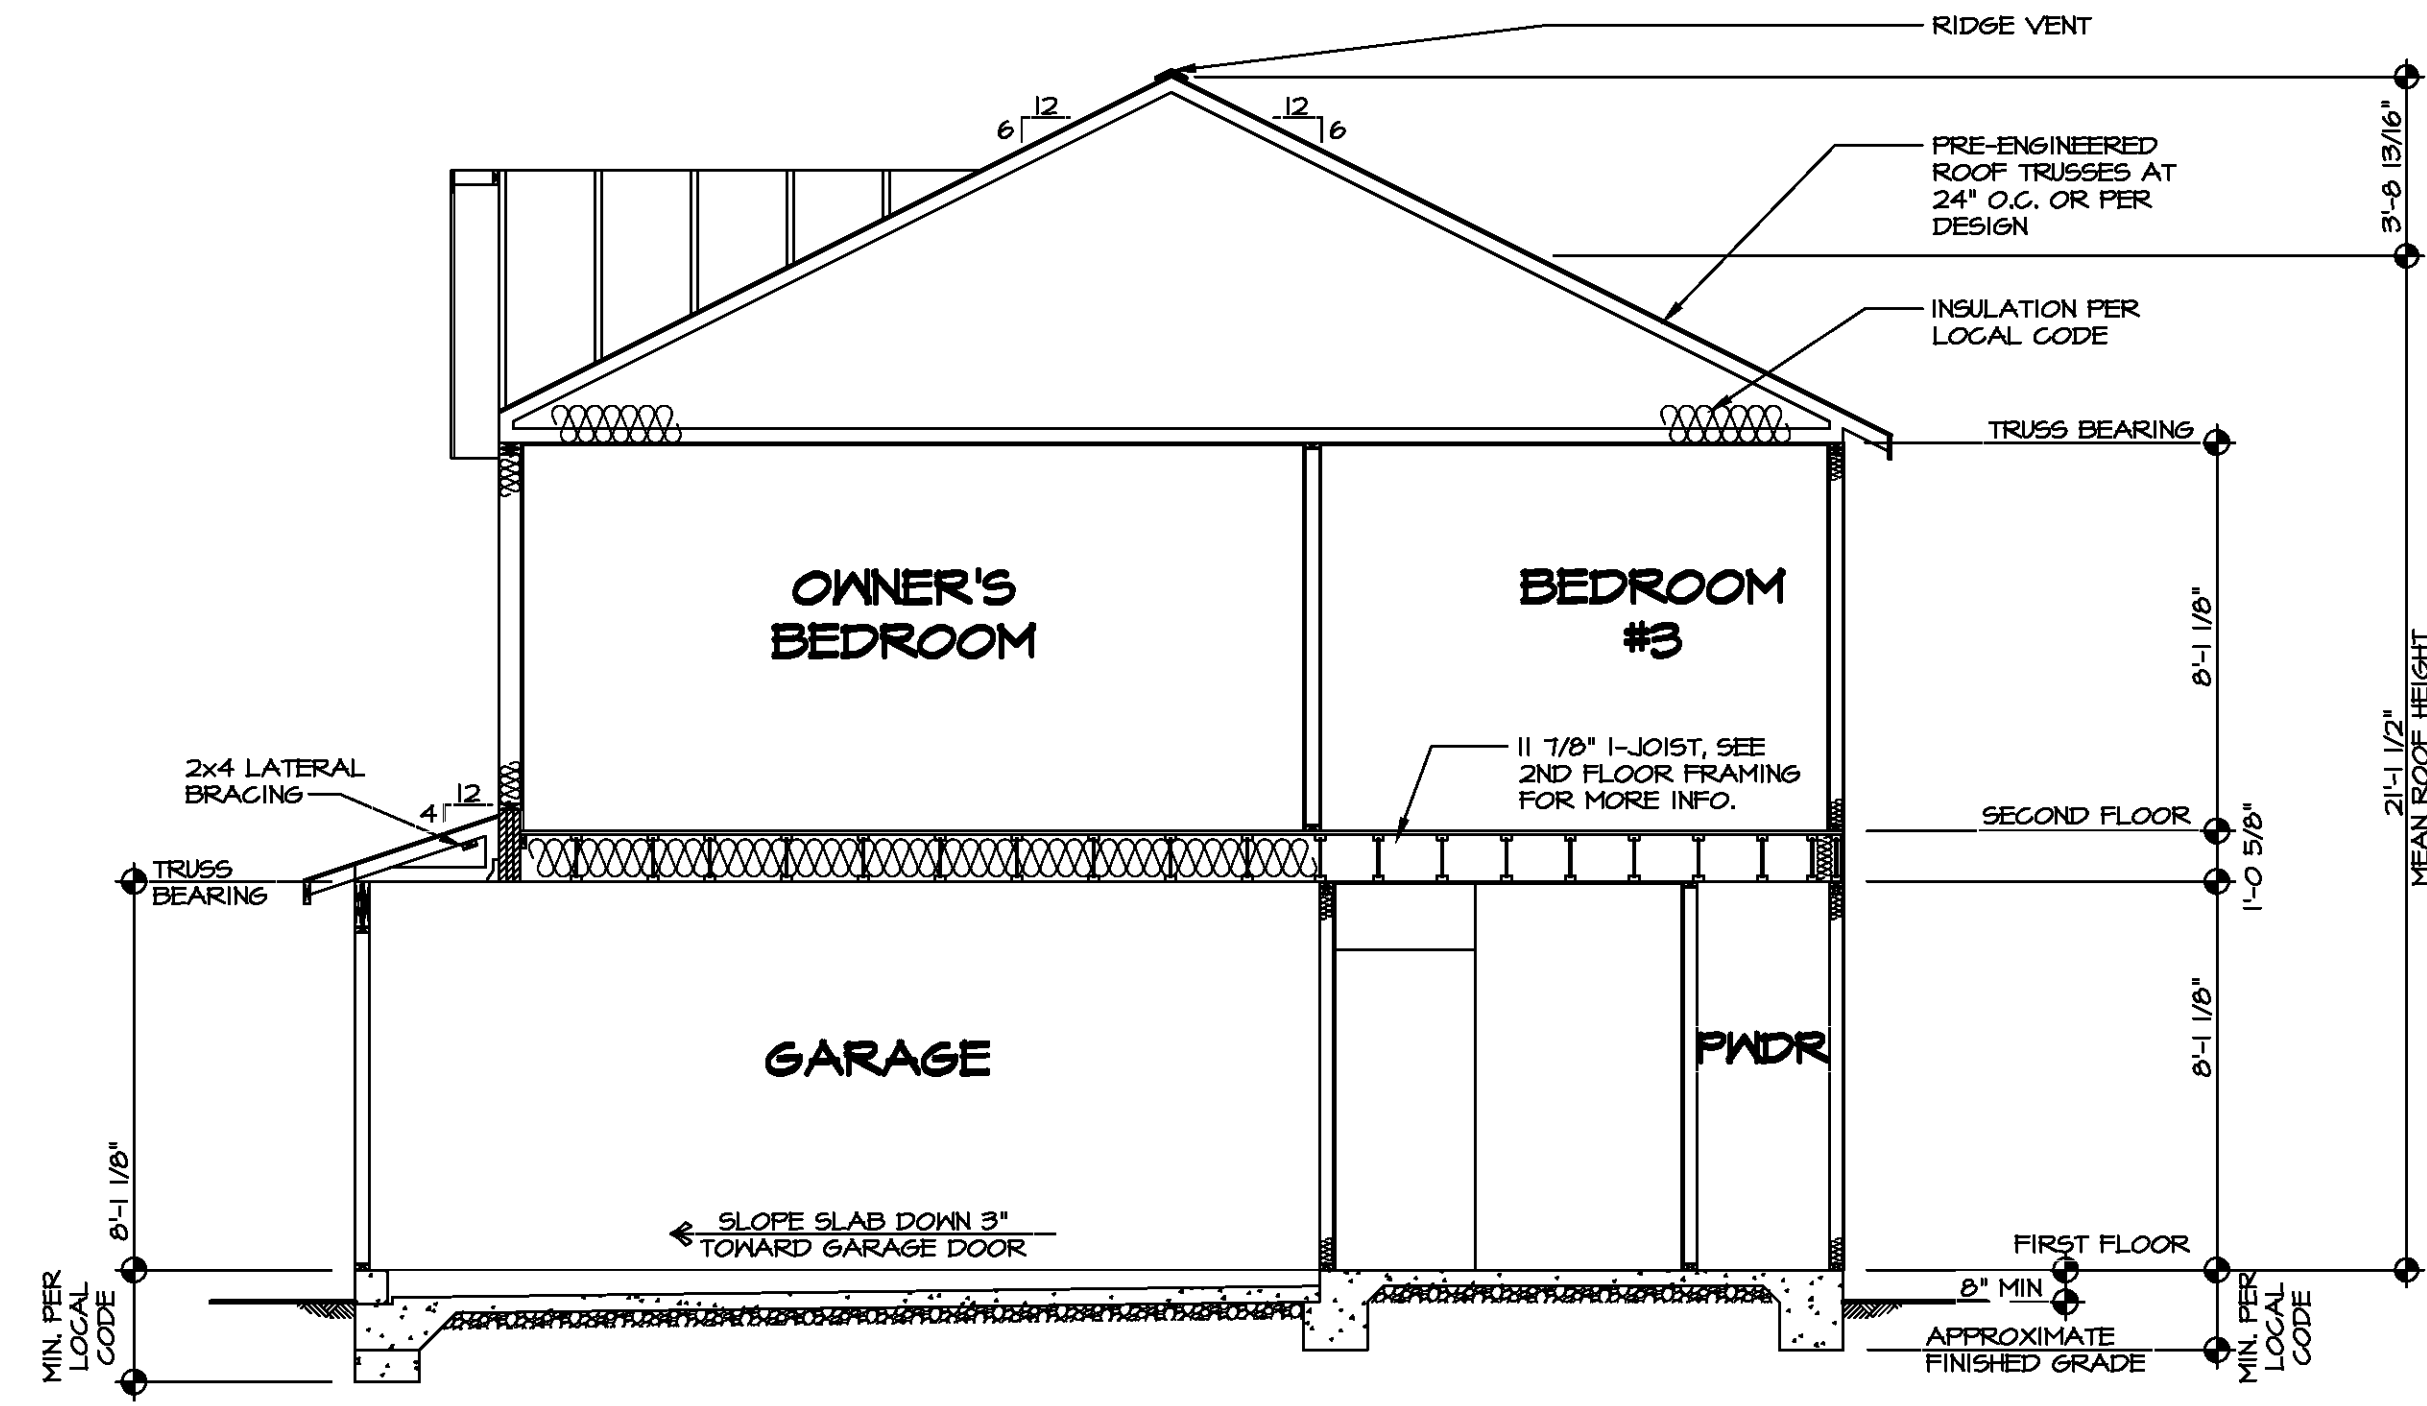 RIDGE VENT
12
6
12
6
3'-8 13/16"
PRE-ENGINEERED
ROOF TRUSSES AT
24" O.C. OR PER
DESIGN
INSULATION PER
LOCAL CODE
TRUSS BEARING
OWNER'S
BEDROOM
BEDROOM
#3
8'-1 1/8"
21'-1 1/2"
MEAN ROOF HEIGHT
11 7/8" I-JOIST, SEE
2ND FLOOR FRAMING
FOR MORE INFO.
2x4 LATERAL
BRACING
12
4
SECOND FLOOR
1'-0 5/8"
TRUSS
BEARING
GARAGE
PWDR
8'-1 1/8"
8'-1 1/8"
SLOPE SLAB DOWN 3"
TOWARD GARAGE DOOR
FIRST FLOOR
8" MIN
MIN. PER
LOCAL
CODE
APPROXIMATE
FINISHED GRADE
MIN. PER
LOCAL
CODE